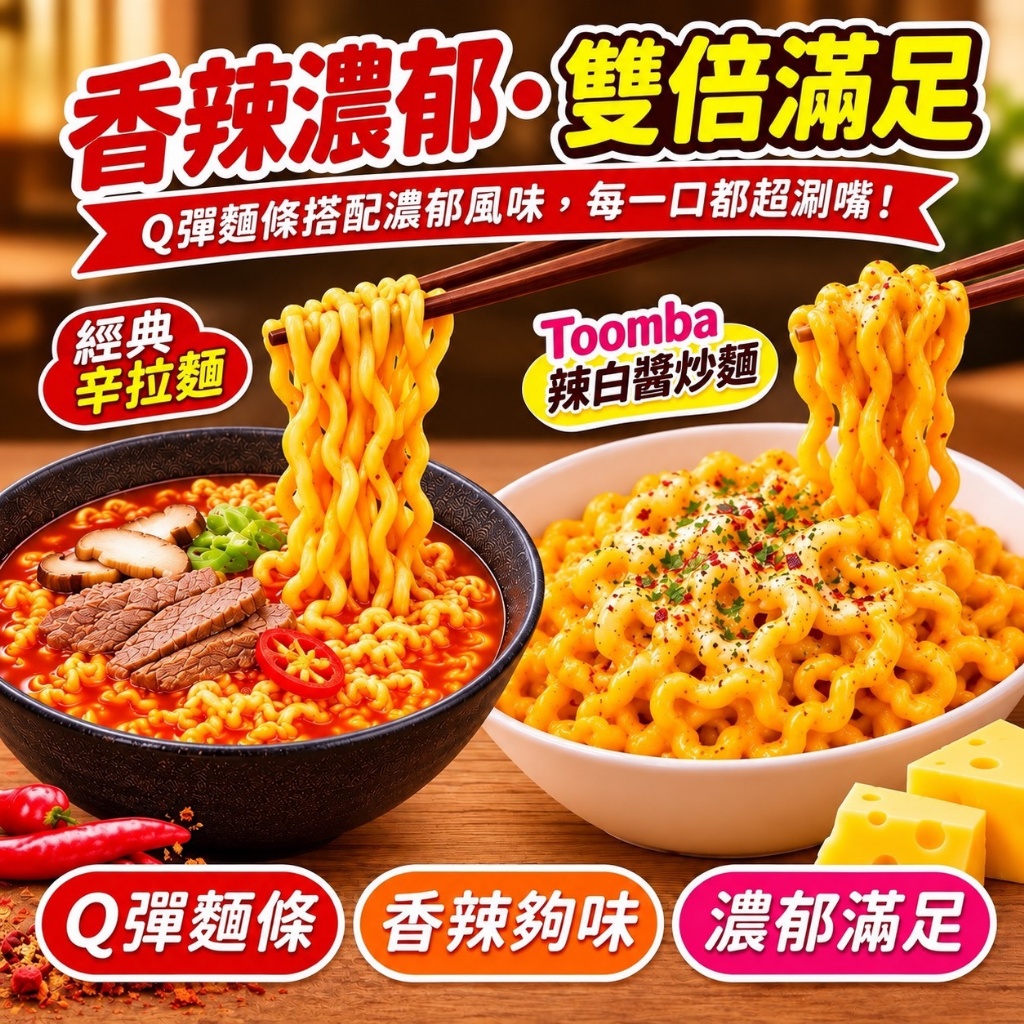 香辣濃郁·雙倍滿足
Q彈麵條搭配濃郁風味，每一口都超涮嘴！
經典
辛拉麵
Toomba
辣白醬炒麵
Q彈麵條
香辣夠味
濃郁滿足